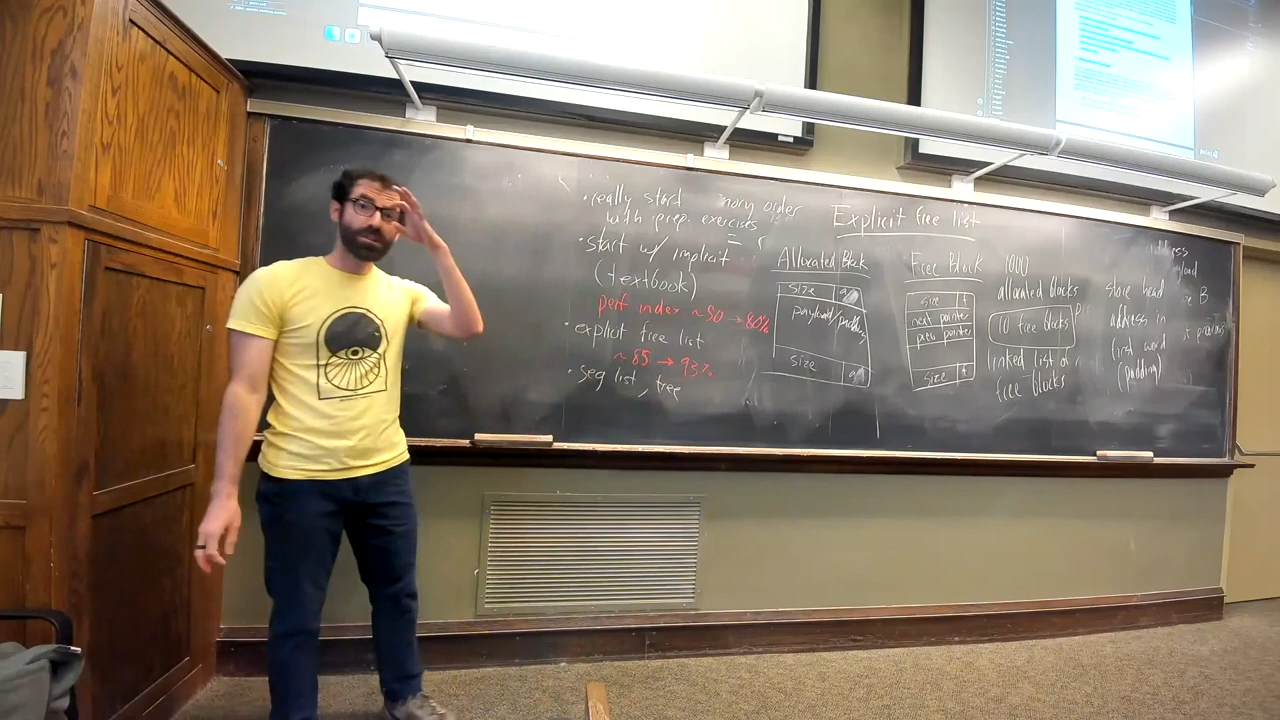 • really start
with prep. exercises
• start w/ implicit
(textbook)
perf index ~50 → 80%
• explicit free list
~85 → 93%
• seg list, tree
order
Explicit free list
Allocated Block
size
payload/padding
size
Free Block
size f
next pointer
prev pointer
size f
1000
allocated blocks
10 free blocks
linked list of
free blocks
store head
address in
first word
(padding)
B